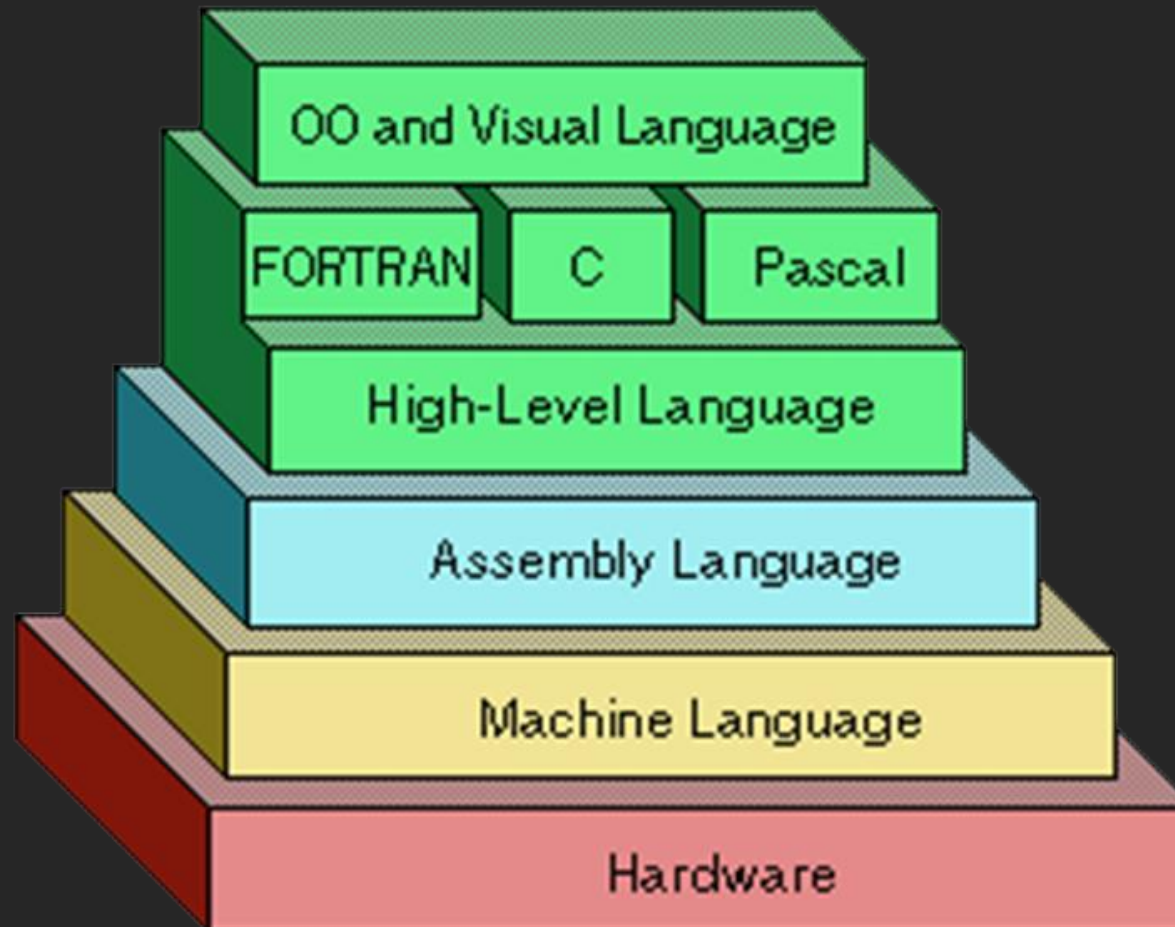 OO and Visual Language
FORTRAN
C
Pascal
High-Level Language
Assembly Language
Machine Language
Hardware